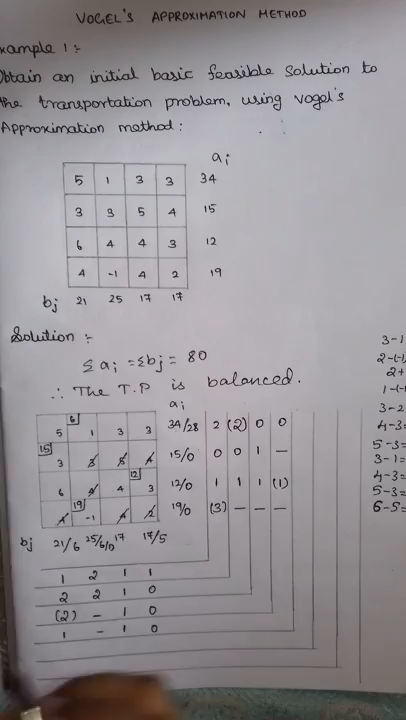 VOGEL'S APPROXIMATION METHOD
xample 1 :-
Obtain an initial basic feasible solution to
the transportation problem, using vogel's
Approximation method :
ai
5 1 3 3 34
3 3 5 4 15
6 4 4 3 12
4 -1 4 2 19
bj 21 25 17 17
Solution :-
Σai = Σbj = 80
∴ The T.P is balanced.
ai
6
5 1 3 3 34/28 2 (2) 0 0
15
3 3 5 4 15/0 0 0 1 -
12
6 4 4 3 12/0 1 1 1 (1)
19
4 -1 4 2 19/0 (3) - - -
bj 21/6 25/6/0 17 17/5
1 2 1 1
2 2 1 0
(2) - 1 0
1 - 1 0
3-1
2-(-1
2+
1-(-1
3-2
4-3=
5-3=
3-1=
4-3=
5-3=
6-5=